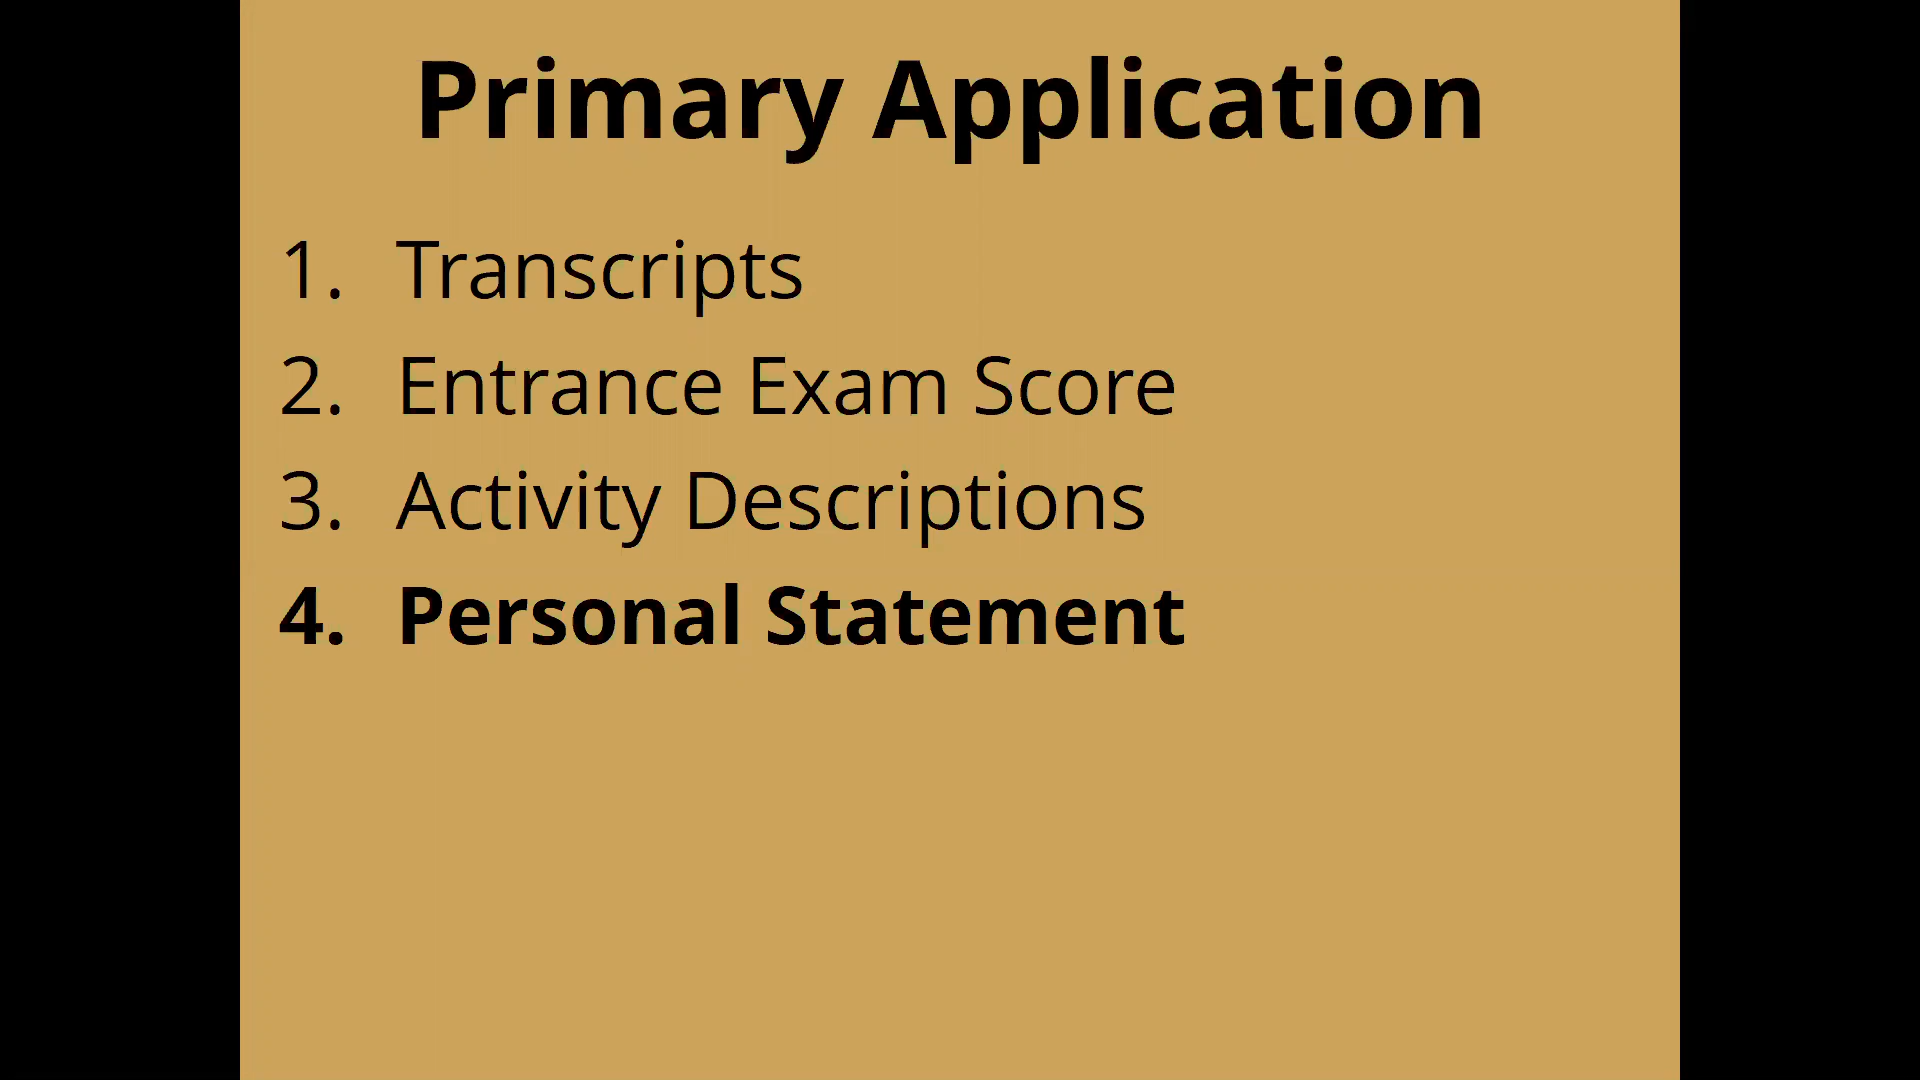 Primary Application
1. Transcripts
2. Entrance Exam Score
3. Activity Descriptions
4. Personal Statement